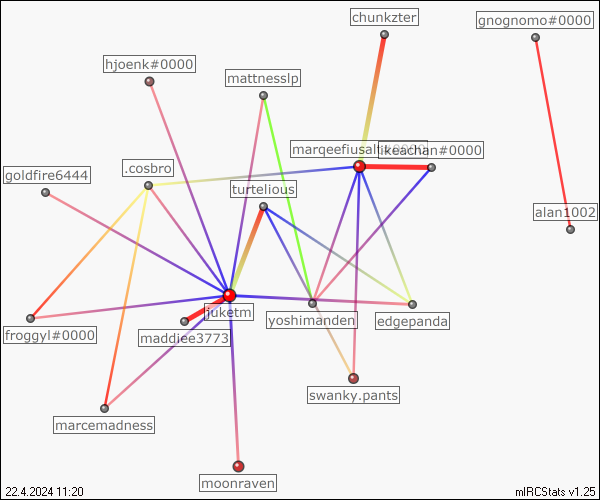 chunkzter
gnognomo#0000
hjoenk#0000
mattnesslp
ikeachan#0000
.cosbro
goldfire6444
turtelious
alan1002
juketm
yoshimanden
edgepanda
froggyl#0000
maddiee3773
swanky.pants
marcemadness
moonraven
22.4.2024 11:20
mIRCStats v1.25